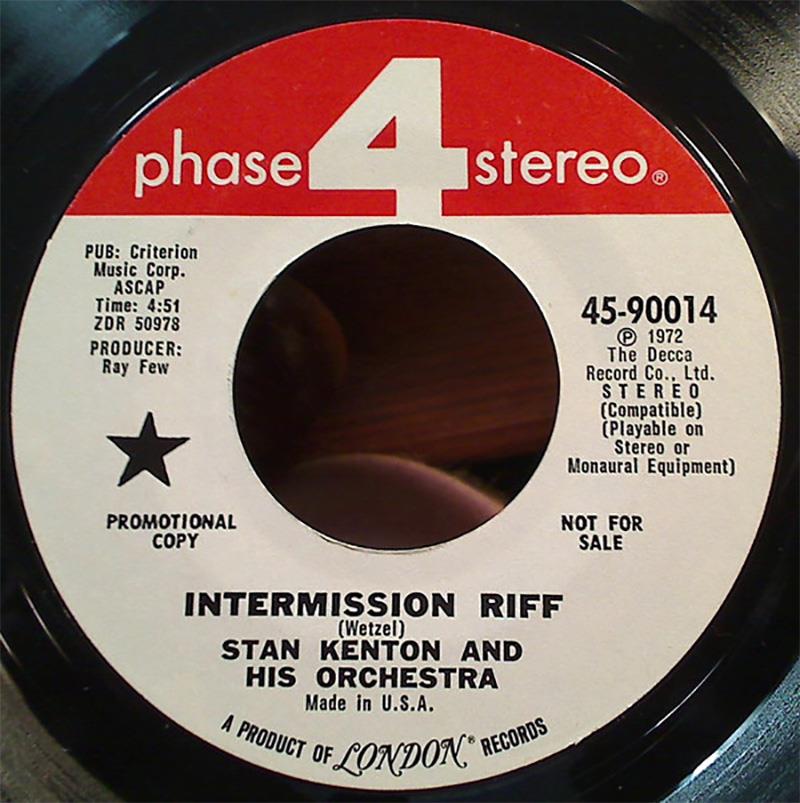 phase 4 stereo®
PUB: Criterion
Music Corp.
ASCAP
Time: 4:51
ZDR 50978
PRODUCER:
Ray Few
PROMOTIONAL
COPY
45-90014
℗ 1972
The Decca
Record Co., Ltd.
STEREO
(Compatible)
(Playable on
Stereo or
Monaural Equipment)
NOT FOR
SALE
INTERMISSION RIFF
(Wetzel)
STAN KENTON AND
HIS ORCHESTRA
Made in U.S.A.
A PRODUCT OF LONDON® RECORDS